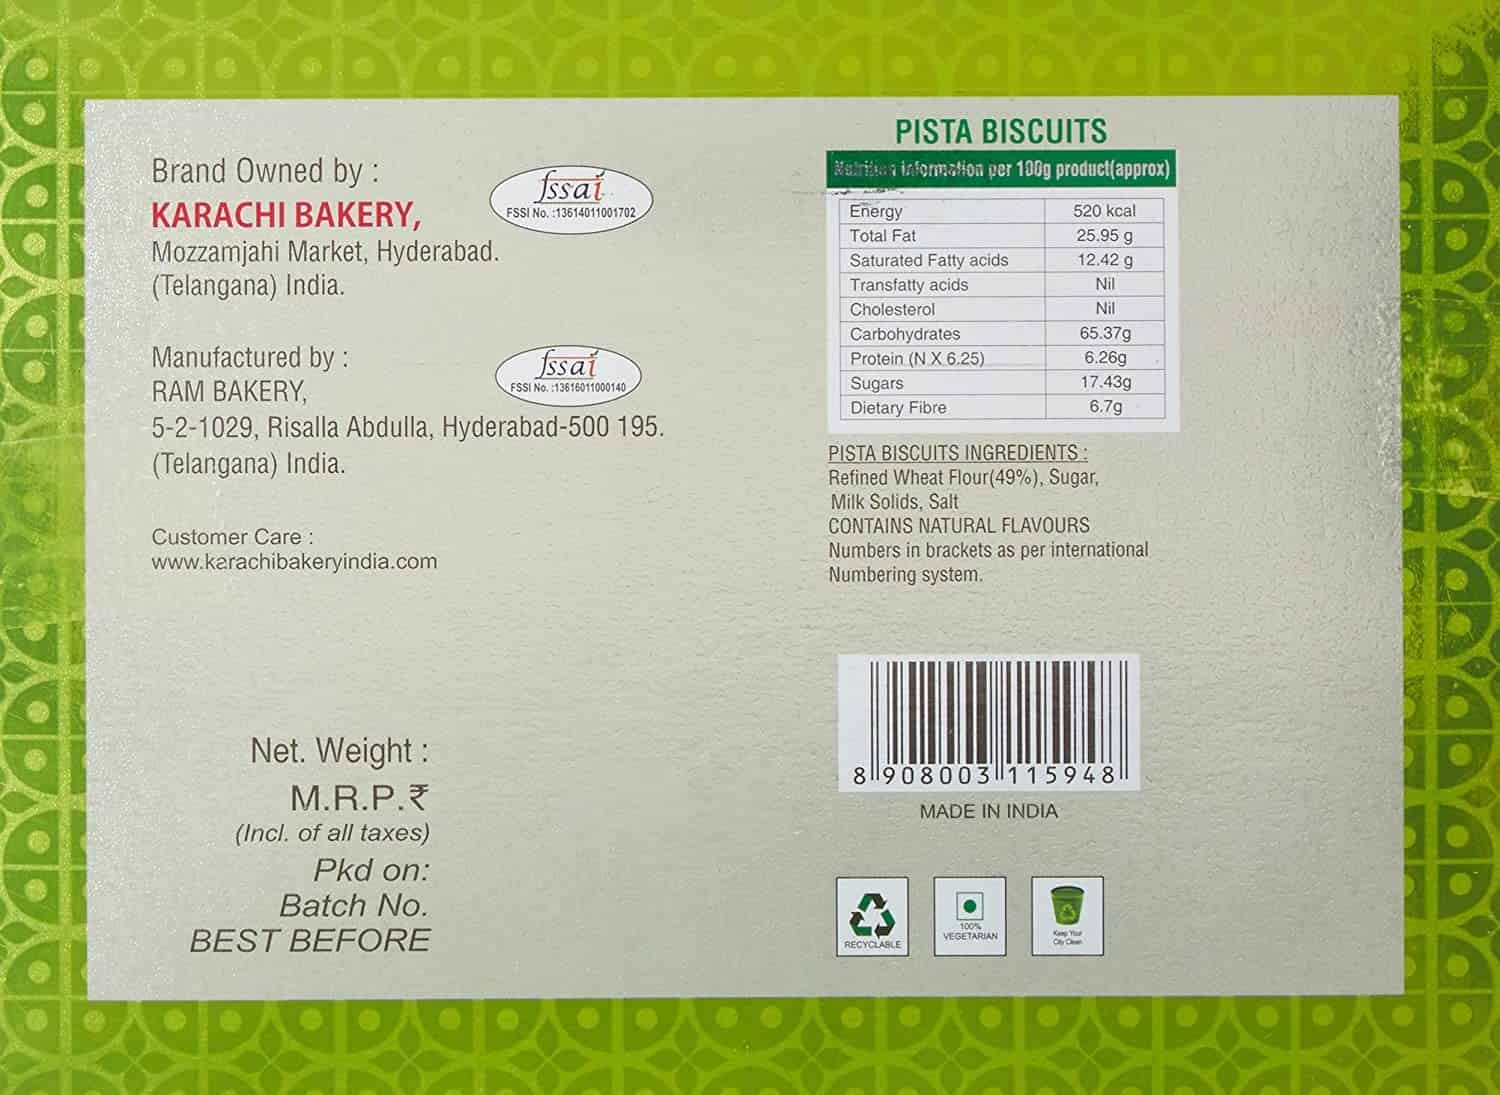 Brand Owned by :
KARACHI BAKERY,
Mozzamjahi Market, Hyderabad.
(Telangana) India.
fssai
FSSI No. :13614011001702
Manufactured by :
RAM BAKERY,
5-2-1029, Risalla Abdulla, Hyderabad-500 195.
(Telangana) India.
fssai
FSSI No. :13616011000140
Customer Care :
www.karachibakeryindia.com
Net. Weight :
M.R.P.₹
(Incl. of all taxes)
Pkd on:
Batch No.
BEST BEFORE
PISTA BISCUITS
Nutrition information per 100g product(approx)
Energy 520 kcal
Total Fat 25.95 g
Saturated Fatty acids 12.42 g
Transfatty acids Nil
Cholesterol Nil
Carbohydrates 65.37g
Protein (N X 6.25) 6.26g
Sugars 17.43g
Dietary Fibre 6.7g
PISTA BISCUITS INGREDIENTS :
Refined Wheat Flour(49%), Sugar,
Milk Solids, Salt
CONTAINS NATURAL FLAVOURS
Numbers in brackets as per international
Numbering system.
8 908003 115948
MADE IN INDIA
RECYCLABLE
100%
VEGETARIAN
Keep Your
City Clean